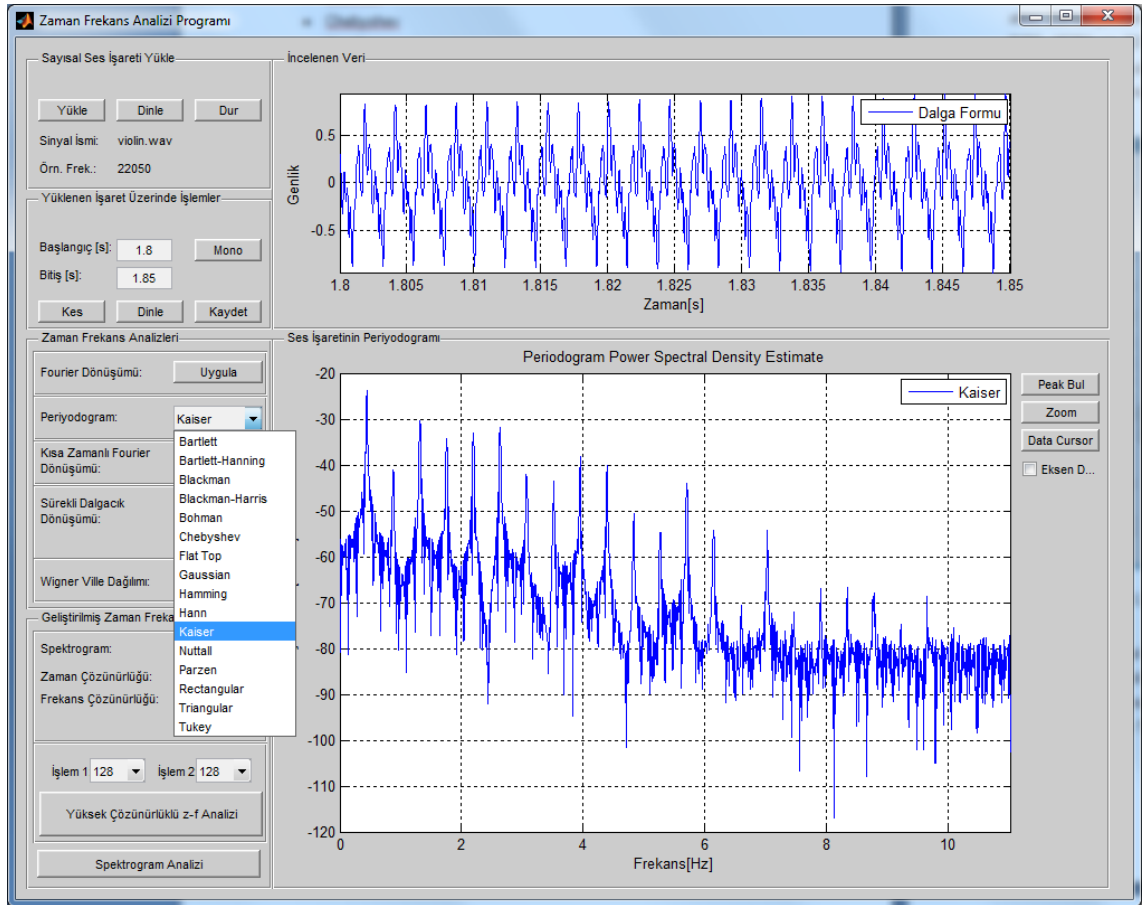 Zaman Frekans Analizi Programı
Sayısal Ses İşareti Yükle
Yükle Dinle Dur
Sinyal İsmi: violin.wav
Örn. Frek.: 22050
Yüklenen İşaret Üzerinde İşlemler
Başlangıç [s]: 1.8 Mono
Bitiş [s]: 1.85
Kes Dinle Kaydet
Zaman Frekans Analizleri
Fourier Dönüşümü: Uygula
Periyodogram: Kaiser
Kısa Zamanlı Fourier
Dönüşümü:
Sürekli Dalgacık
Dönüşümü:
Wigner Ville Dağılımı:
Bartlett
Bartlett-Hanning
Blackman
Blackman-Harris
Bohman
Chebyshev
Flat Top
Gaussian
Hamming
Hann
Kaiser
Nuttall
Parzen
Rectangular
Triangular
Tukey
Geliştirilmiş Zaman Freka
Spektrogram:
Zaman Çözünürlüğü:
Frekans Çözünürlüğü:
İşlem 1 128 İşlem 2 128
Yüksek Çözünürlüklü z-f Analizi
Spektrogram Analizi
İncelenen Veri
Dalga Formu
Genlik
0.5
0
-0.5
1.8 1.805 1.81 1.815 1.82 1.825 1.83 1.835 1.84 1.845 1.85
Zaman[s]
Ses İşaretinin Periyodogramı
Periodogram Power Spectral Density Estimate
Kaiser
-20
-30
-40
-50
-60
-70
-80
-90
-100
-110
-120
0 2 4 6 8 10
Frekans[Hz]
Peak Bul
Zoom
Data Cursor
Eksen D...